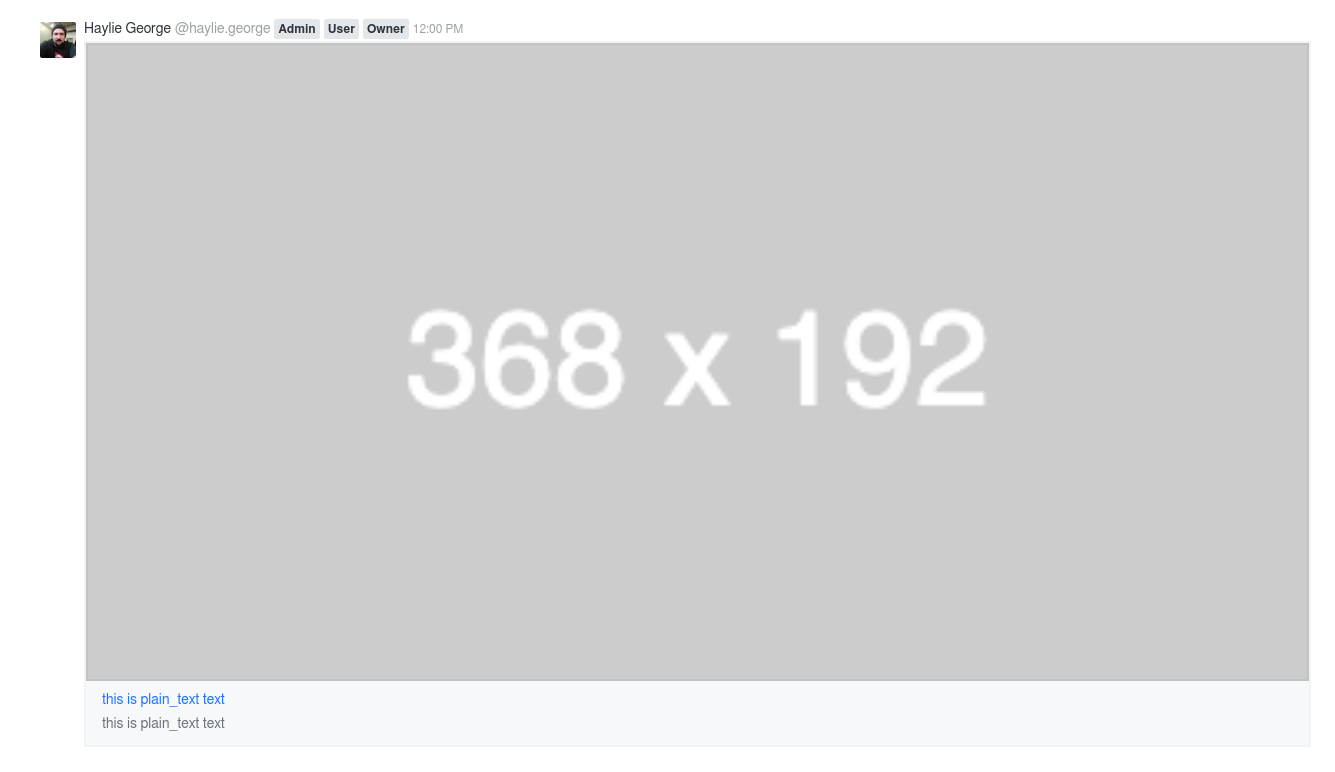 Haylie George @haylie.george Admin User Owner 12:00 PM
368 x 192
this is plain_text text
this is plain_text text